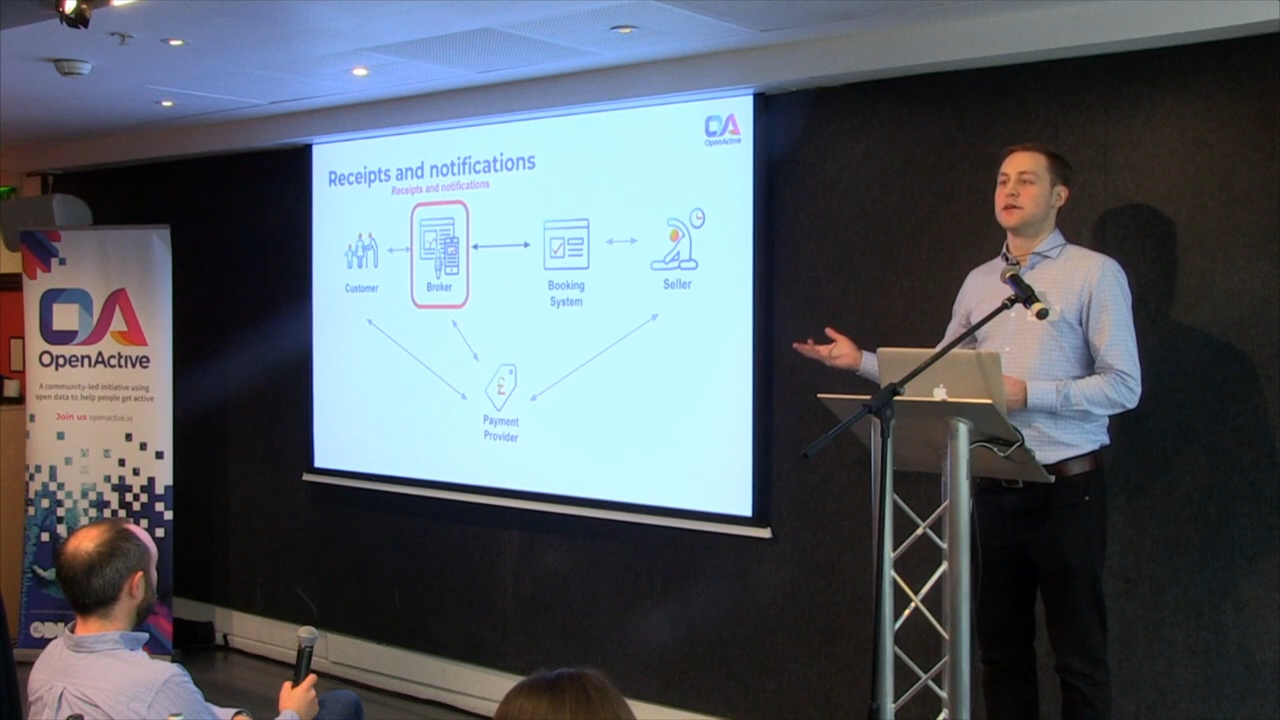 OpenActive
A community-led initiative using
open data to help people get active
Join us openactive.io
OA
OpenActive
Receipts and notifications
Receipts and notifications
Customer
Broker
Booking
System
Seller
£
Payment
Provider